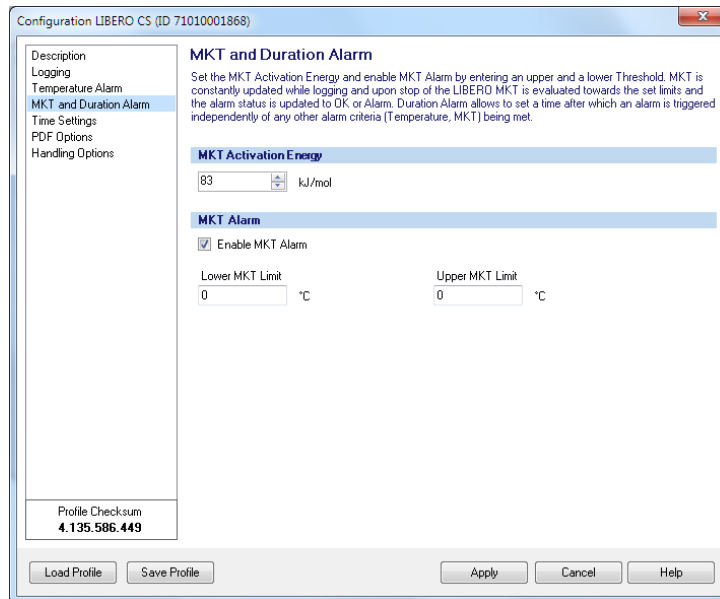 Configuration LIBERO CS (ID 71010001868)
Description
Logging
Temperature Alarm
MKT and Duration Alarm
Time Settings
PDF Options
Handling Options
Profile Checksum
4.135.586.449
MKT and Duration Alarm
Set the MKT Activation Energy and enable MKT Alarm by entering an upper and a lower Threshold. MKT is
constantly updated while logging and upon stop of the LIBERO MKT is evaluated towards the set limits and
the alarm status is updated to OK or Alarm. Duration Alarm allows to set a time after which an alarm is triggered
independently of any other alarm criteria (Temperature, MKT) being met.
MKT Activation Energy
83 kJ/mol
MKT Alarm
Enable MKT Alarm
Lower MKT Limit Upper MKT Limit
0 °C 0 °C
Load Profile Save Profile Apply Cancel Help